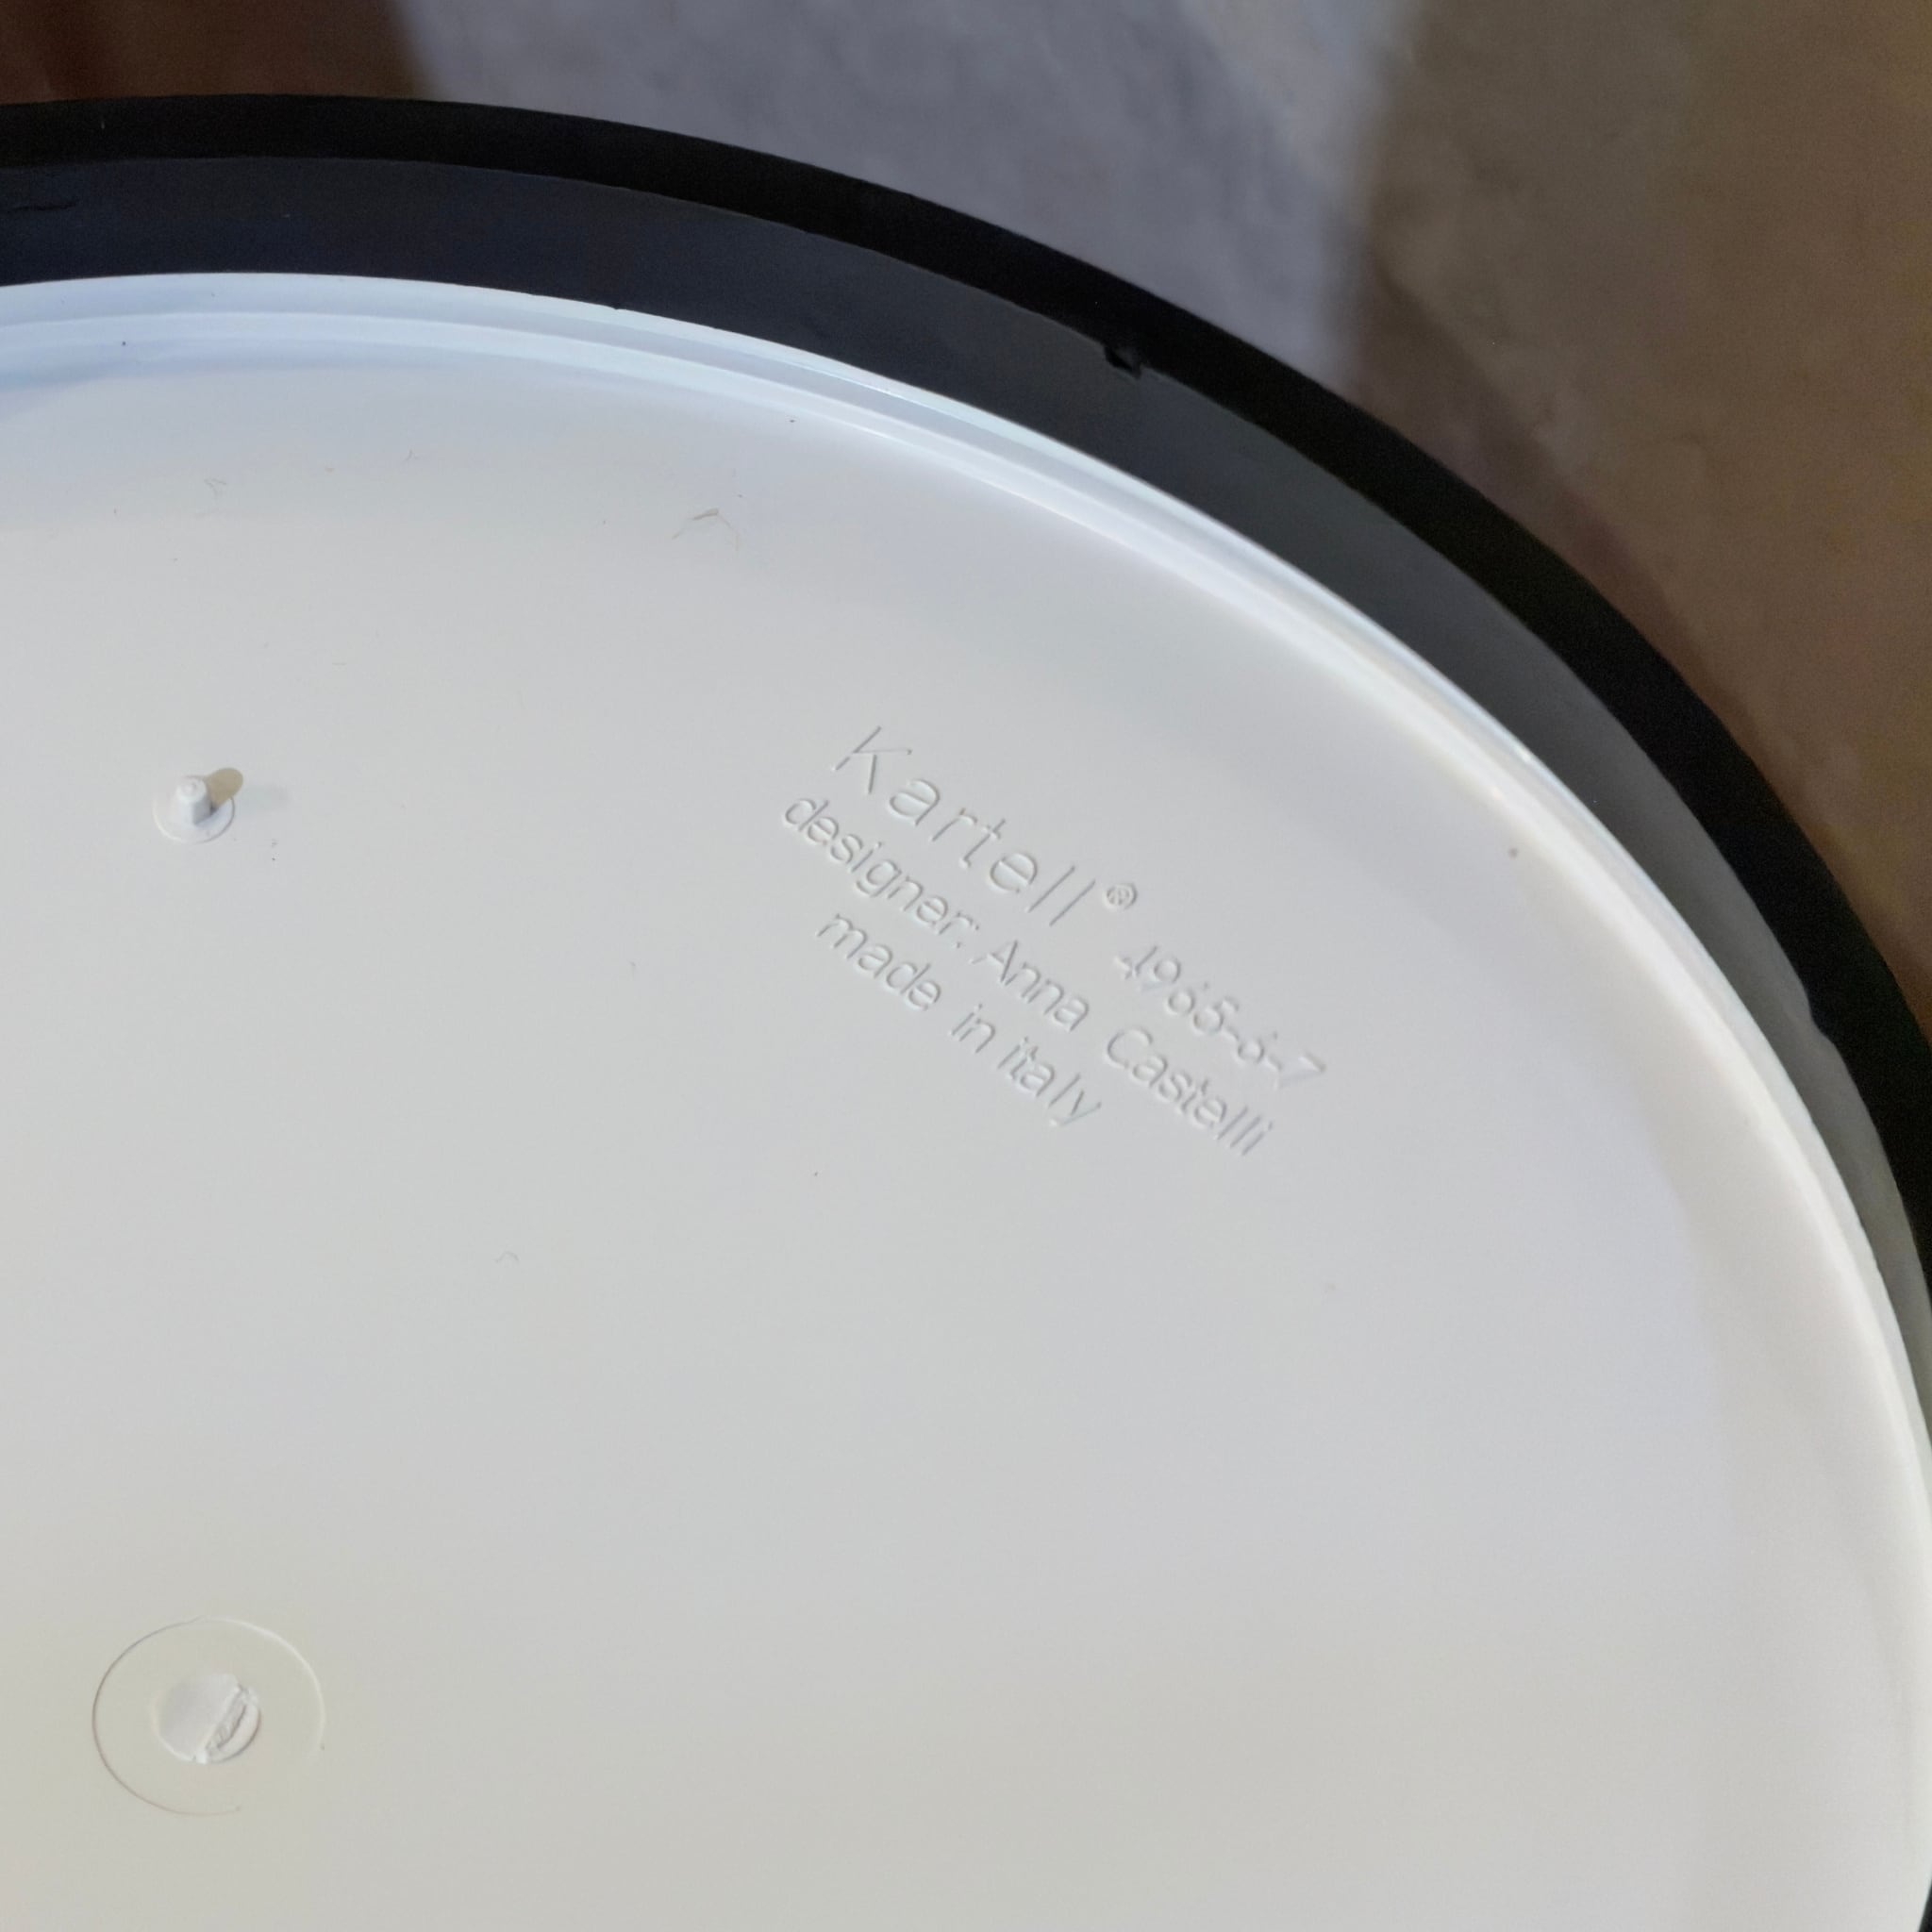 Kartell® 4965-6-7
designer: Anna Castelli
made in italy